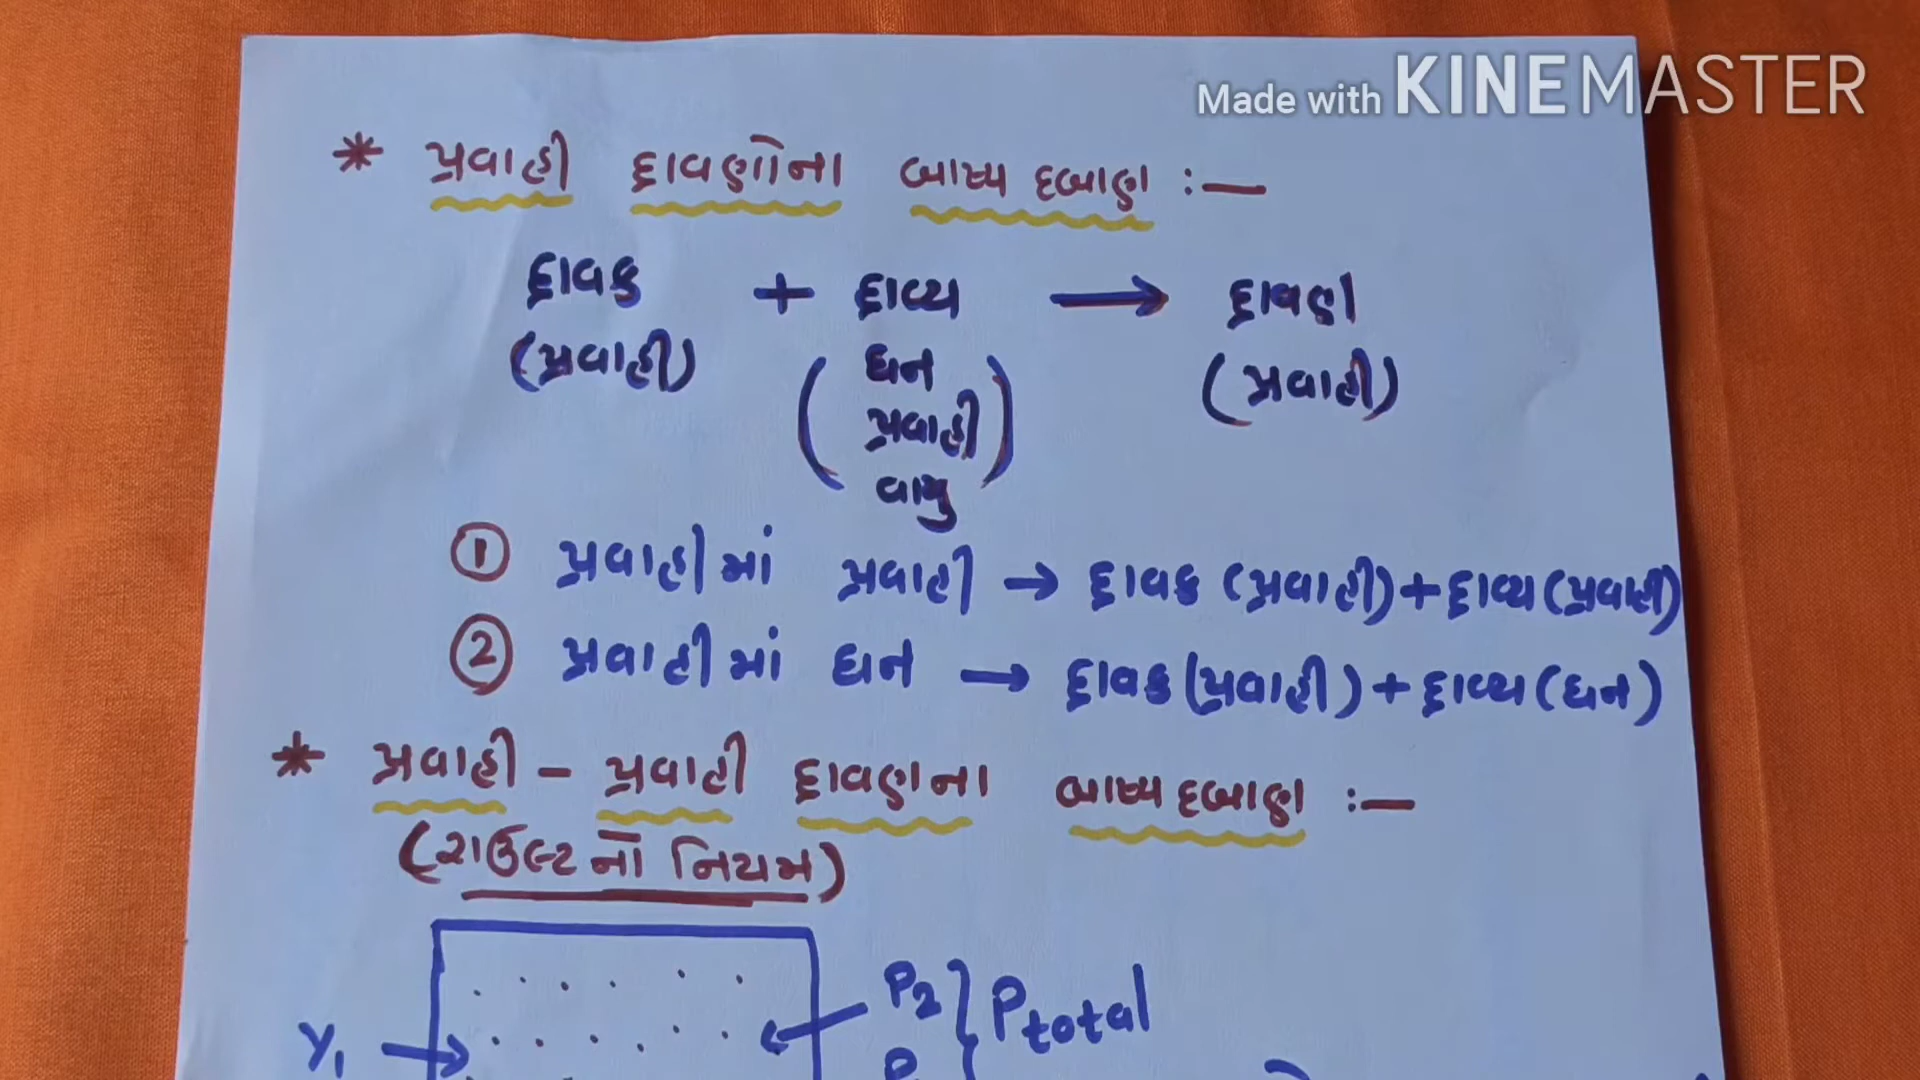 Made with KINEMASTER
* પ્રવાહી દ્રાવણોના બાષ્પ દબાણ :—
દ્રાવક + દ્રાવ્ય → દ્રાવણ
(પ્રવાહી) (ઘન પ્રવાહી વાયુ) (પ્રવાહી)
① પ્રવાહીમાં પ્રવાહી → દ્રાવક (પ્રવાહી) + દ્રાવ્ય (પ્રવાહી)
② પ્રવાહીમાં ઘન → દ્રાવક (પ્રવાહી) + દ્રાવ્ય (ઘન)
* પ્રવાહી - પ્રવાહી દ્રાવણના બાષ્પ દબાણ :—
(રાઉલ્ટ નો નિયમ)
P2 } Ptotal
y1